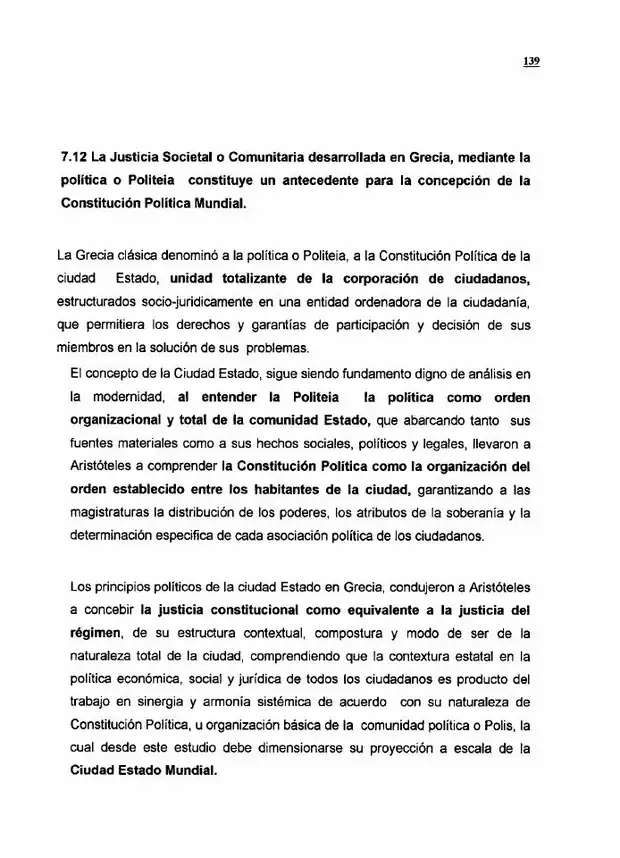 139
7.12 La Justicia Societal o Comunitaria desarrollada en Grecia, mediante la
política o Politeia constituye un antecedente para la concepción de la
Constitución Política Mundial.
La Grecia clásica denominó a la política o Politeia, a la Constitución Política de la
ciudad Estado, unidad totalizante de la corporación de ciudadanos,
estructurados socio-juridicamente en una entidad ordenadora de la ciudadanía,
que permitiera los derechos y garantías de participación y decisión de sus
miembros en la solución de sus problemas.
El concepto de la Ciudad Estado, sigue siendo fundamento digno de análisis en
la modernidad, al entender la Politeia la política como orden
organizacional y total de la comunidad Estado, que abarcando tanto sus
fuentes materiales como a sus hechos sociales, políticos y legales, llevaron a
Aristóteles a comprender la Constitución Política como la organización del
orden establecido entre los habitantes de la ciudad, garantizando a las
magistraturas la distribución de los poderes, los atributos de la soberanía y la
determinación especifica de cada asociación política de los ciudadanos.
Los principios políticos de la ciudad Estado en Grecia, condujeron a Aristóteles
a concebir la justicia constitucional como equivalente a la justicia del
régimen, de su estructura contextual, compostura y modo de ser de la
naturaleza total de la ciudad, comprendiendo que la contextura estatal en la
política económica, social y jurídica de todos los ciudadanos es producto del
trabajo en sinergia y armonía sistémica de acuerdo con su naturaleza de
Constitución Política, u organización básica de la comunidad política o Polis, la
cual desde este estudio debe dimensionarse su proyección a escala de la
Ciudad Estado Mundial.